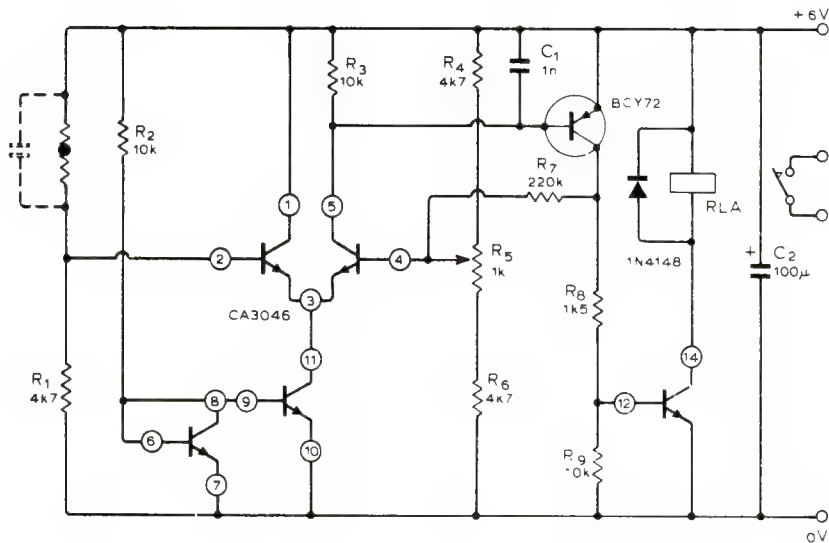 +6V
C1
1n
R3
10k
R4
4k7
BCY72
R2
10k
R7
220k
RLA
1
5
2
4
R5
1k
1N4148
+
C2
100μ
3
CA3046
R8
1k5
11
14
R1
4k7
R6
4k7
8
9
12
6
10
R9
10k
7
0V